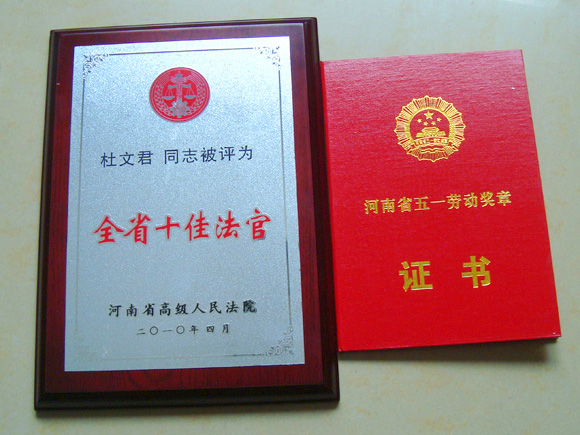 杜文君 同志被评为
全省十佳法官
河南省高级人民法院
二〇一〇年四月
河南省五一劳动奖章
证书